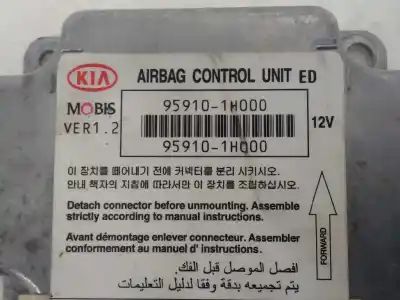 KIA AIRBAG CONTROL UNIT ED
MOBIS 95910-1H000
VER1.2 12V
95910-1H000
이 장치를 떼어내기 전에 커넥터를 분리 시키시오.
안내 책자의 지침에 따라서만 이 장치를 조립하십시오.
Detach connector before unmounting. Assemble
strictly according to manual instructions.
Avant démontage enlever connecteur. Assembler
conformement au manuel d' instructions.
افصل الموصل قبل الفك.
يتم تجميعه بدقة وفقا لدليل التعليمات
FORWARD